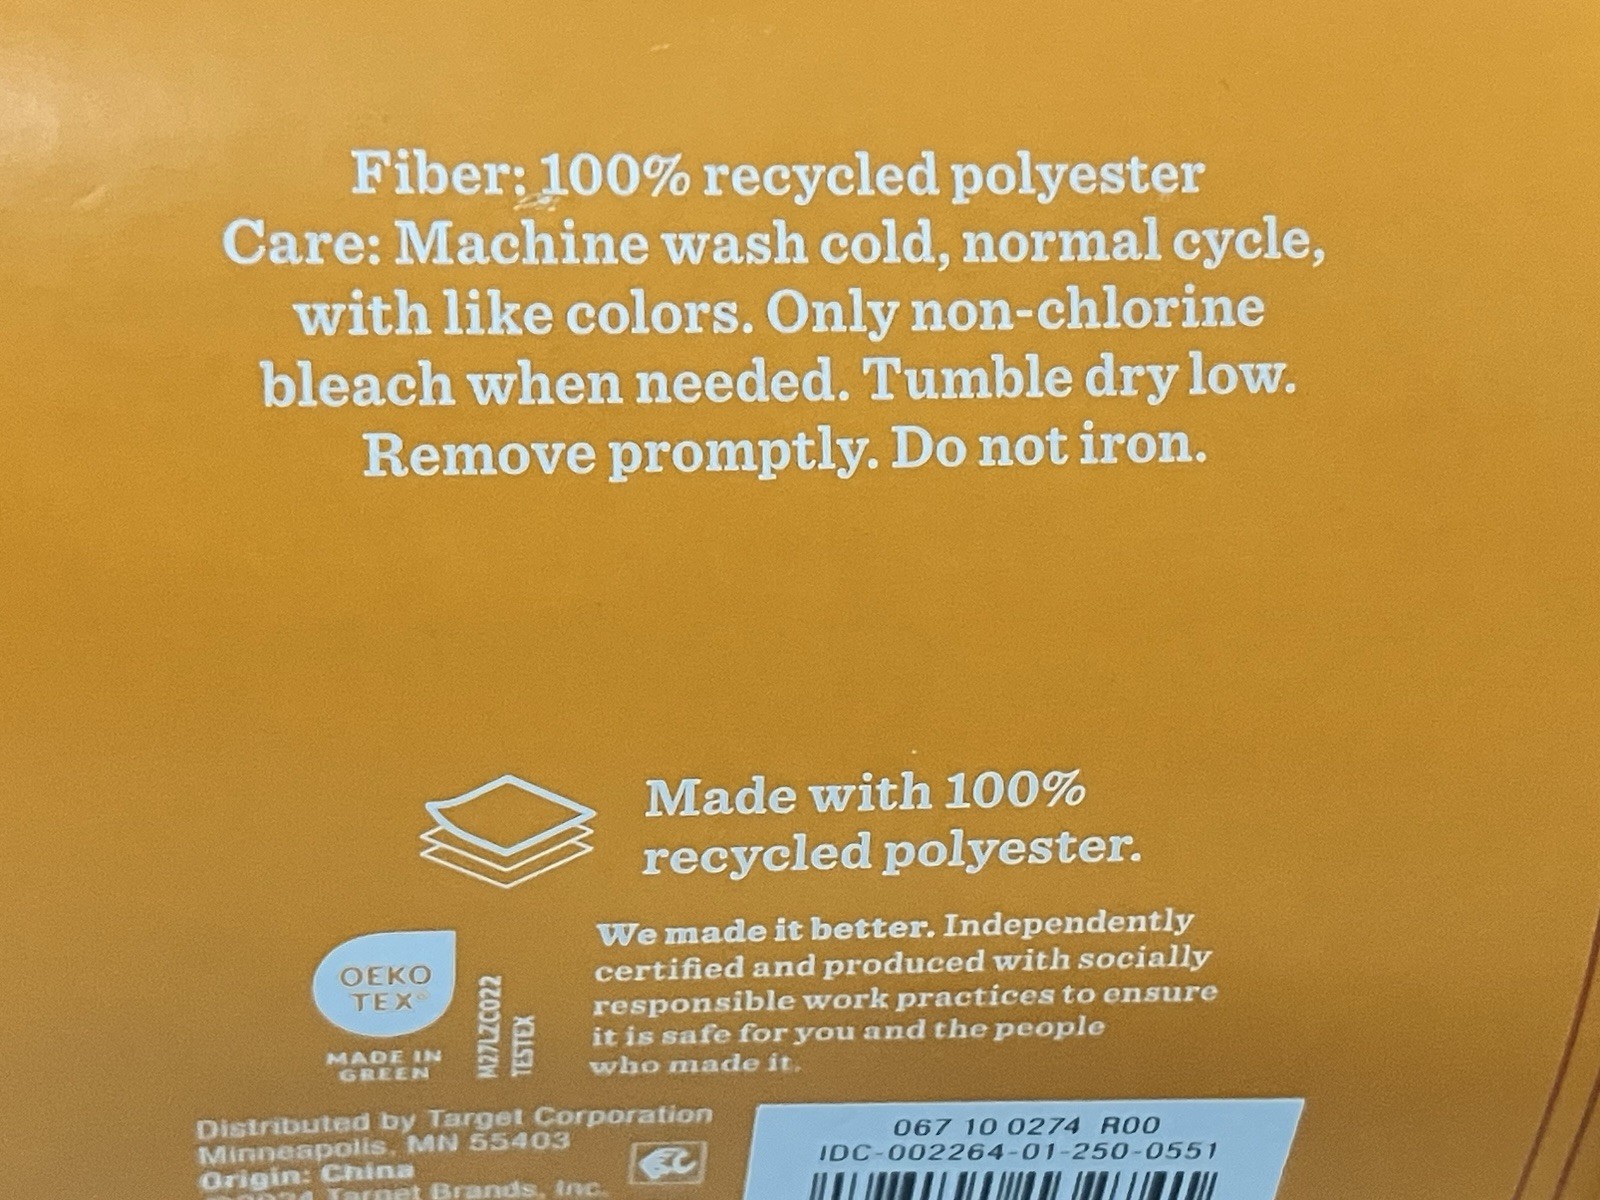 Fiber: 100% recycled polyester
Care: Machine wash cold, normal cycle,
with like colors. Only non-chlorine
bleach when needed. Tumble dry low.
Remove promptly. Do not iron.
Made with 100%
recycled polyester.
We made it better. Independently
certified and produced with socially
responsible work practices to ensure
it is safe for you and the people
who made it.
OEKO
TEX®
MADE IN
GREEN
M27LZC022
TESTEX
Distributed by Target Corporation
Minneapolis, MN 55403
Origin: China
©2024 Target Brands, Inc.
067 10 0274 R00
IDC-002264-01-250-0551